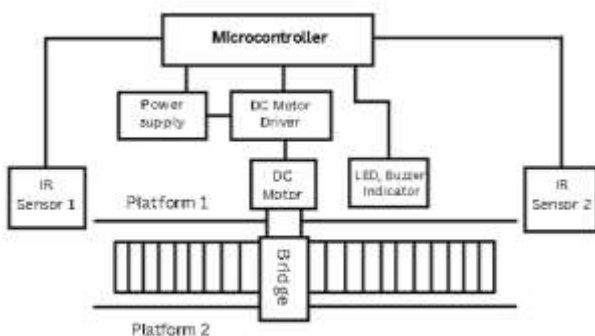 Microcontroller
Power
supply
DC Motor
Driver
IR
Sensor 1
DC
Motor
LED, Buzzer
Indicator
IR
Sensor 2
Platform 1
Bridge
Platform 2